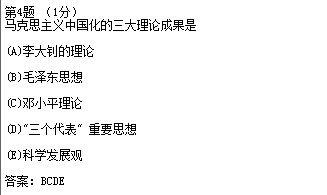 第4题 （1分）
马克思主义中国化的三大理论成果是
(A)李大钊的理论
(B)毛泽东思想
(C)邓小平理论
(D)“三个代表” 重要思想
(E)科学发展观
答案：BCDE